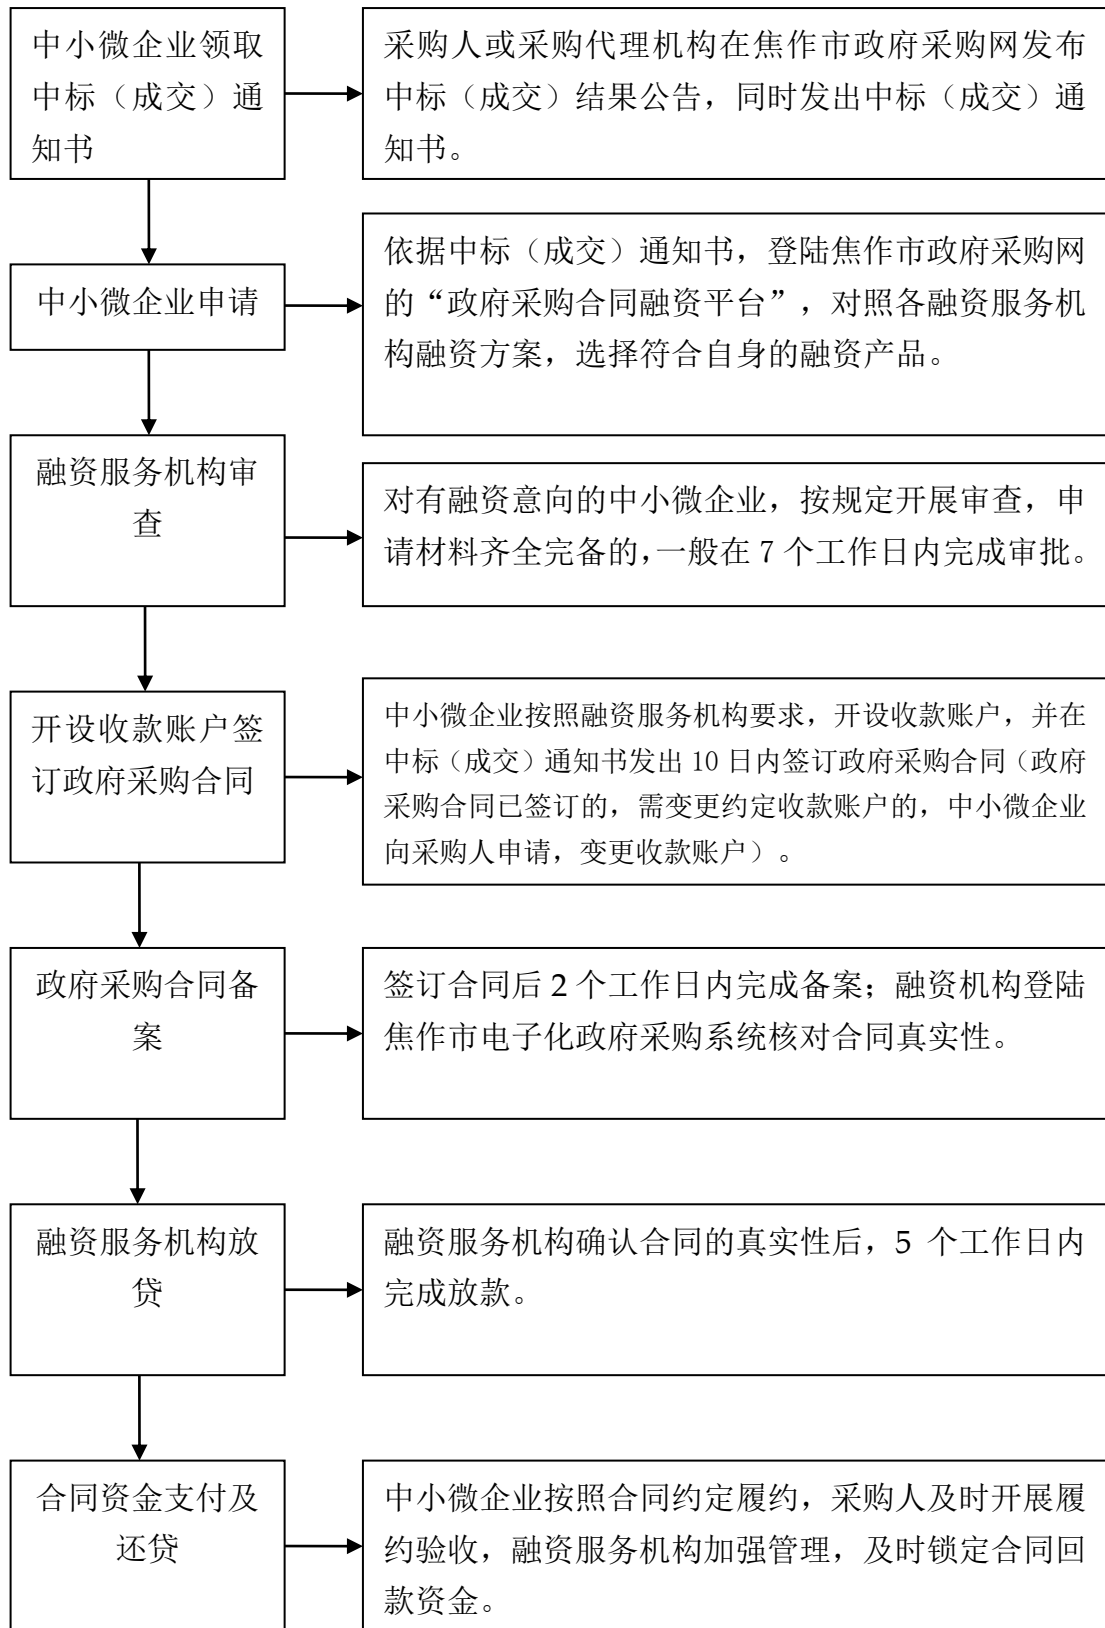 中小微企业领取
中标（成交）通
知书
采购人或采购代理机构在焦作市政府采购网发布
中标（成交）结果公告，同时发出中标（成交）通
知书。
中小微企业申请
依据中标（成交）通知书，登陆焦作市政府采购网
的“政府采购合同融资平台”，对照各融资服务机
构融资方案，选择符合自身的融资产品。
融资服务机构审
查
对有融资意向的中小微企业，按规定开展审查，申
请材料齐全完备的，一般在 7 个工作日内完成审批。
开设收款账户签
订政府采购合同
中小微企业按照融资服务机构要求，开设收款账户，并在
中标（成交）通知书发出 10 日内签订政府采购合同（政府
采购合同已签订的，需变更约定收款账户的，中小微企业
向采购人申请，变更收款账户）。
政府采购合同备
案
签订合同后 2 个工作日内完成备案；融资机构登陆
焦作市电子化政府采购系统核对合同真实性。
融资服务机构放
贷
融资服务机构确认合同的真实性后，5 个工作日内
完成放款。
合同资金支付及
还贷
中小微企业按照合同约定履约，采购人及时开展履
约验收，融资服务机构加强管理，及时锁定合同回
款资金。